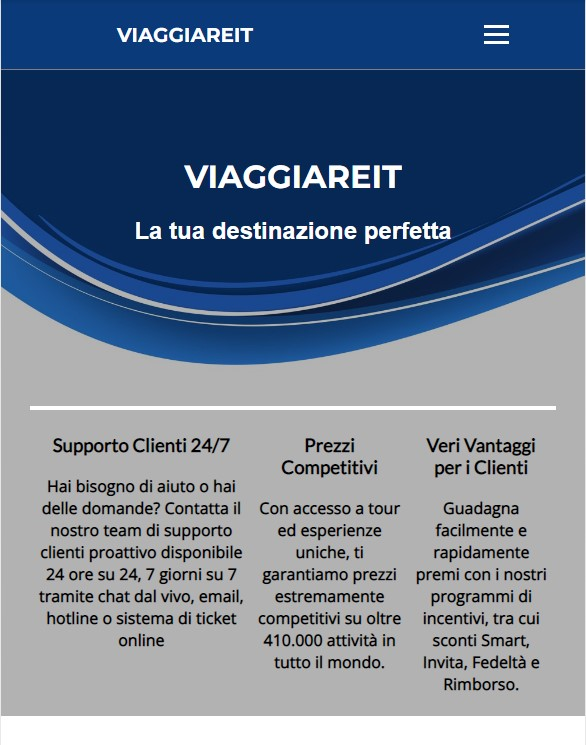 VIAGGIAREIT
VIAGGIAREIT
La tua destinazione perfetta
Supporto Clienti 24/7
Hai bisogno di aiuto o hai
delle domande? Contatta il
nostro team di supporto
clienti proattivo disponibile
24 ore su 24, 7 giorni su 7
tramite chat dal vivo, email,
hotline o sistema di ticket
online
Prezzi
Competitivi
Con accesso a tour
ed esperienze
uniche, ti
garantiamo prezzi
estremamente
competitivi su oltre
410.000 attività in
tutto il mondo.
Veri Vantaggi
per i Clienti
Guadagna
facilmente e
rapidamente
premi con i nostri
programmi di
incentivi, tra cui
sconti Smart,
Invita, Fedeltà e
Rimborso.